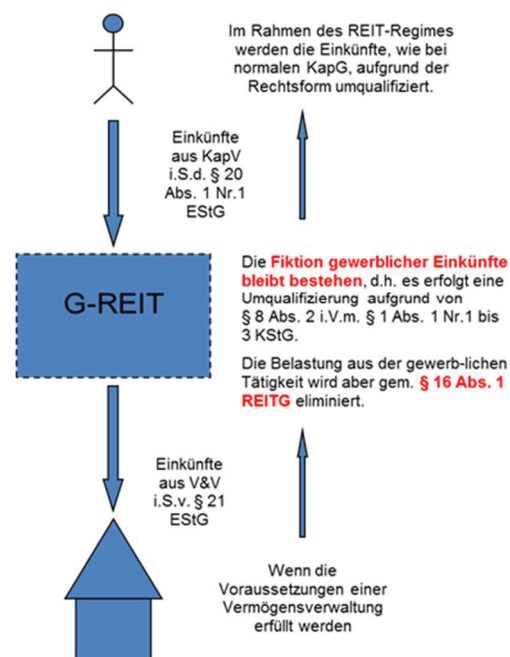 Im Rahmen des REIT-Regimes
werden die Einkünfte, wie bei
normalen KapG, aufgrund der
Rechtsform umqualifiziert.
Einkünfte
aus KapV
i.S.d. § 20
Abs. 1 Nr.1
EStG
G-REIT
Die Fiktion gewerblicher Einkünfte
bleibt bestehen, d.h. es erfolgt eine
Umqualifizierung aufgrund von
§ 8 Abs. 2 i.V.m. § 1 Abs. 1 Nr.1 bis
3 KStG.
Die Belastung aus der gewerb-lichen
Tätigkeit wird aber gem. § 16 Abs. 1
REITG eliminiert.
Einkünfte
aus V&V
i.S.v. § 21
EStG
Wenn die
Voraussetzungen einer
Vermögensverwaltung
erfüllt werden